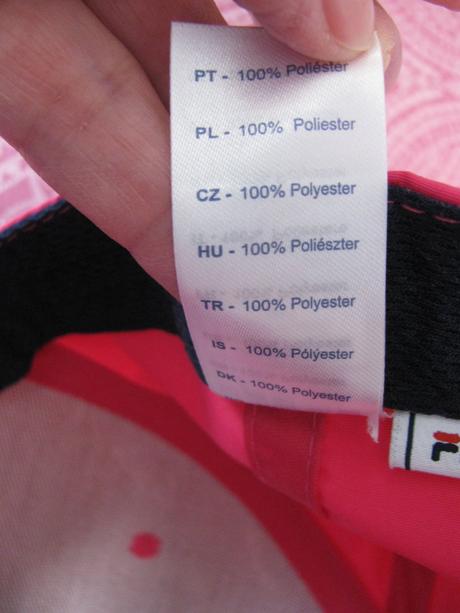 PT - 100% Poliéster
PL - 100% Poliester
CZ - 100% Polyester
HU - 100% Poliészter
TR - 100% Polyester
IS - 100% Pólýester
DK - 100% Polyester